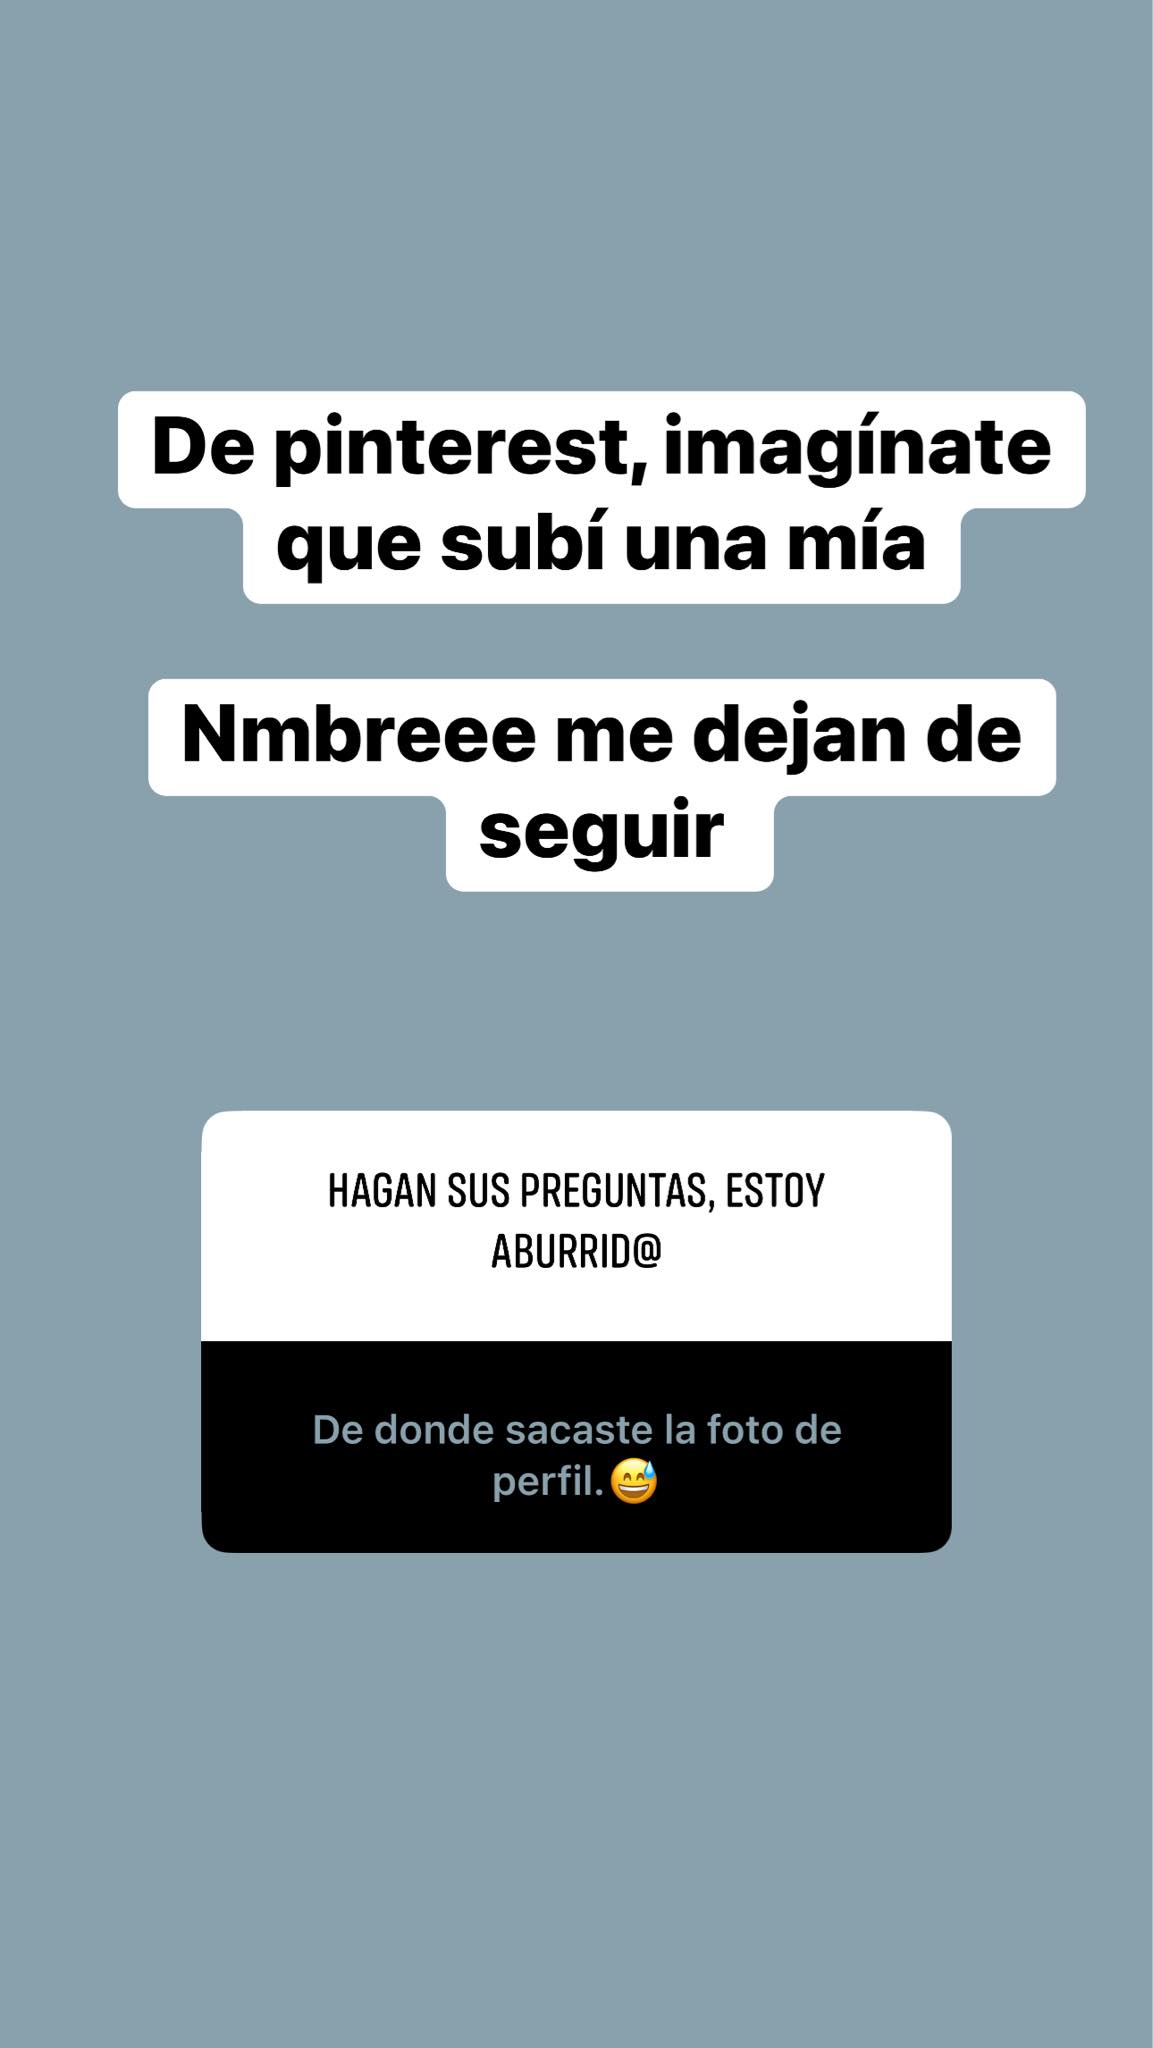 De pinterest, imagínate
que subí una mía
Nmbreee me dejan de
seguir
HAGAN SUS PREGUNTAS, ESTOY
ABURRID@
De donde sacaste la foto de
perfil.😅